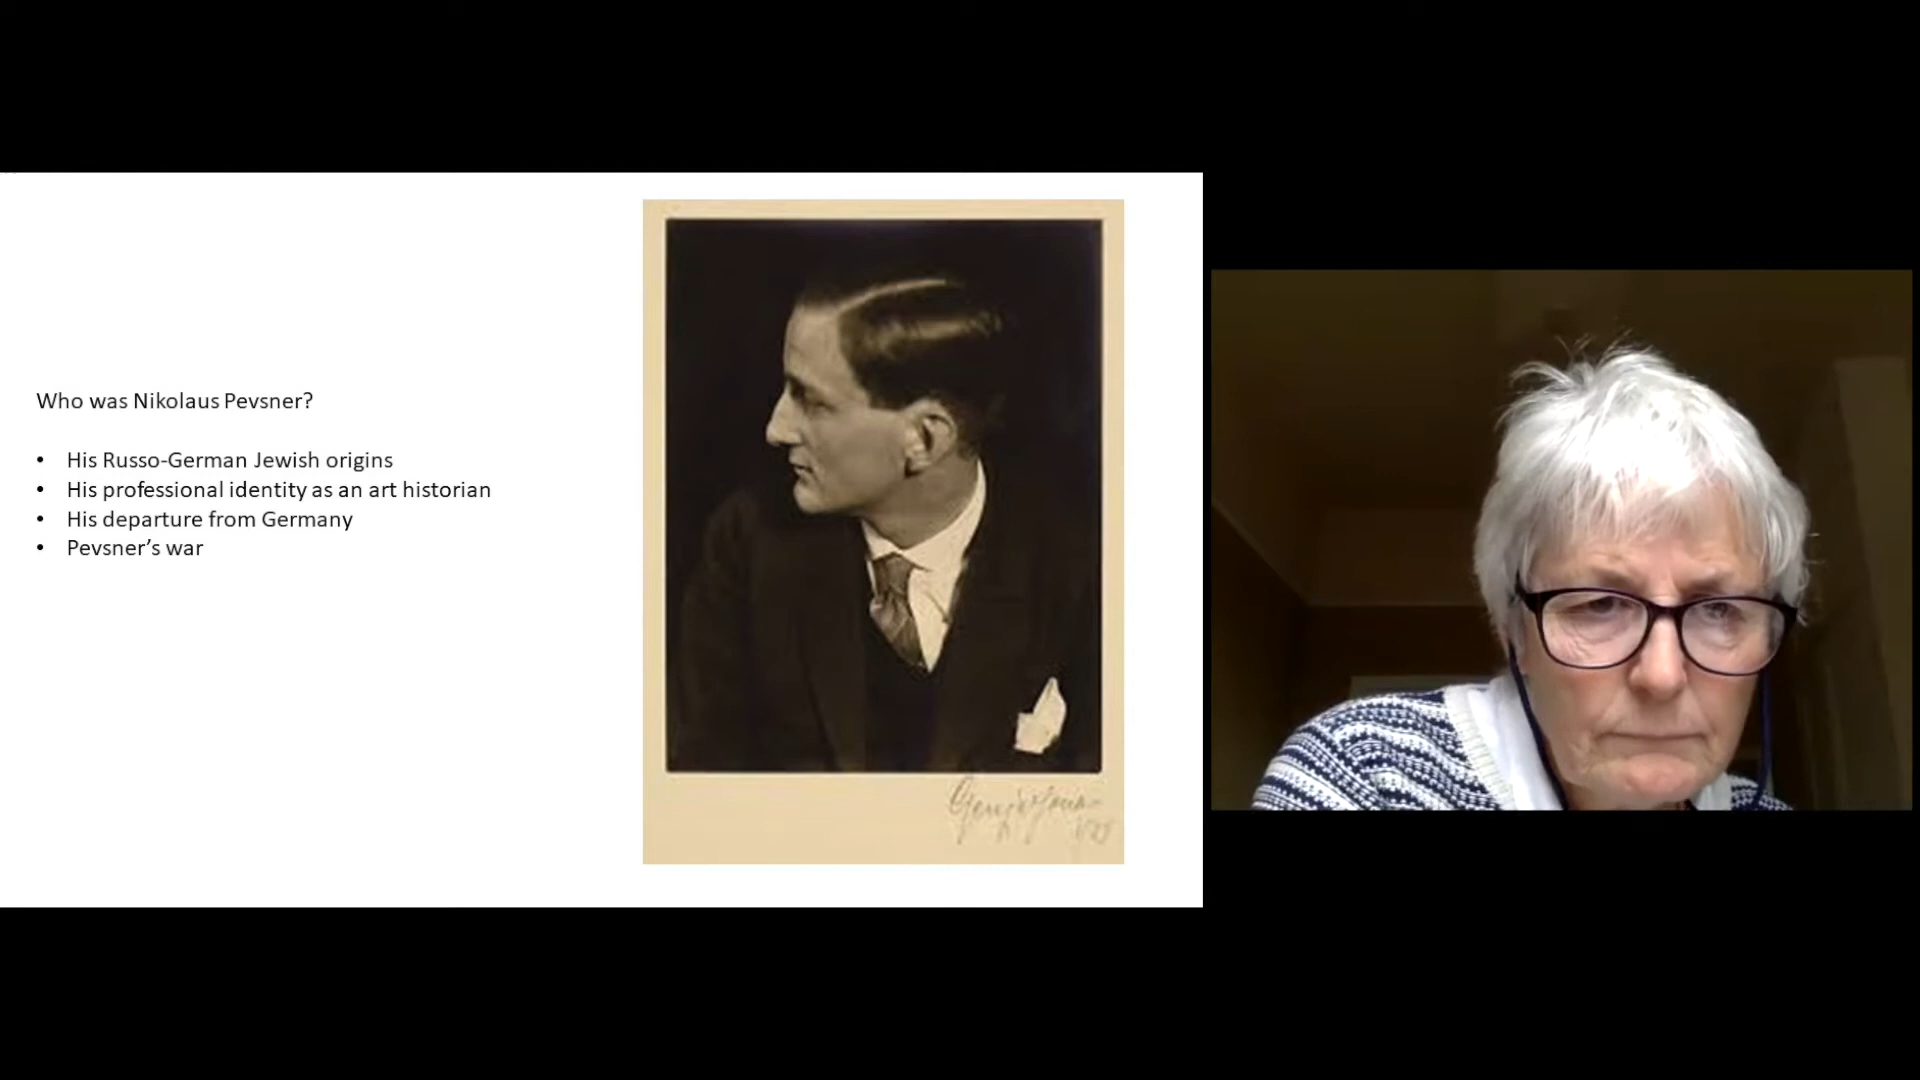 Who was Nikolaus Pevsner?
• His Russo-German Jewish origins
• His professional identity as an art historian
• His departure from Germany
• Pevsner’s war